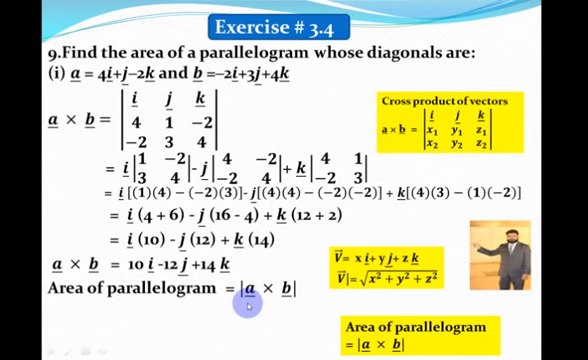 Exercise # 3.4
9.Find the area of a parallelogram whose diagonals are:
(i) a = 4i+j-2k and b =-2i+3j+4k
a × b = | i j k |
| 4 1 -2 |
| -2 3 4 |
= i |1 -2 / 3 4| - j |4 -2 / -2 4| + k |4 1 / -2 3|
= i [(1)(4) − (−2)(3)]-j[(4)(4) − (−2)(−2)] + k[(4)(3) − (1)(−2)]
= i (4 + 6) - j (16 - 4) + k (12 + 2)
= i (10) - j (12) + k (14)
a × b = 10 i -12 j +14 k
Area of parallelogram = |a × b|
Cross product of vectors
a × b = | i j k |
| x₁ y₁ z₁ |
| x₂ y₂ z₂ |
V⃗= x i+y j+z k
V⃗|= √x² + y² + z²
Area of parallelogram
= |a × b|